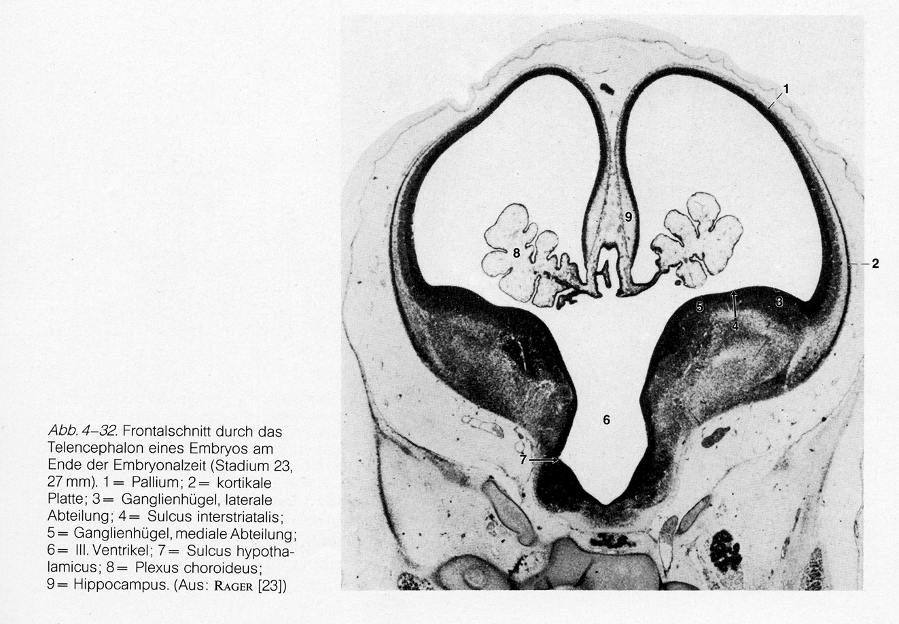 1
9
8
2
5
3
4
6
7
Abb. 4–32. Frontalschnitt durch das
Telencephalon eines Embryos am
Ende der Embryonalzeit (Stadium 23,
27 mm). 1 = Pallium; 2 = kortikale
Platte; 3 = Ganglienhügel, laterale
Abteilung; 4 = Sulcus interstriatalis;
5 = Ganglienhügel, mediale Abteilung;
6 = III. Ventrikel; 7 = Sulcus hypotha-
lamicus; 8 = Plexus choroideus;
9 = Hippocampus. (Aus: RAGER [23])